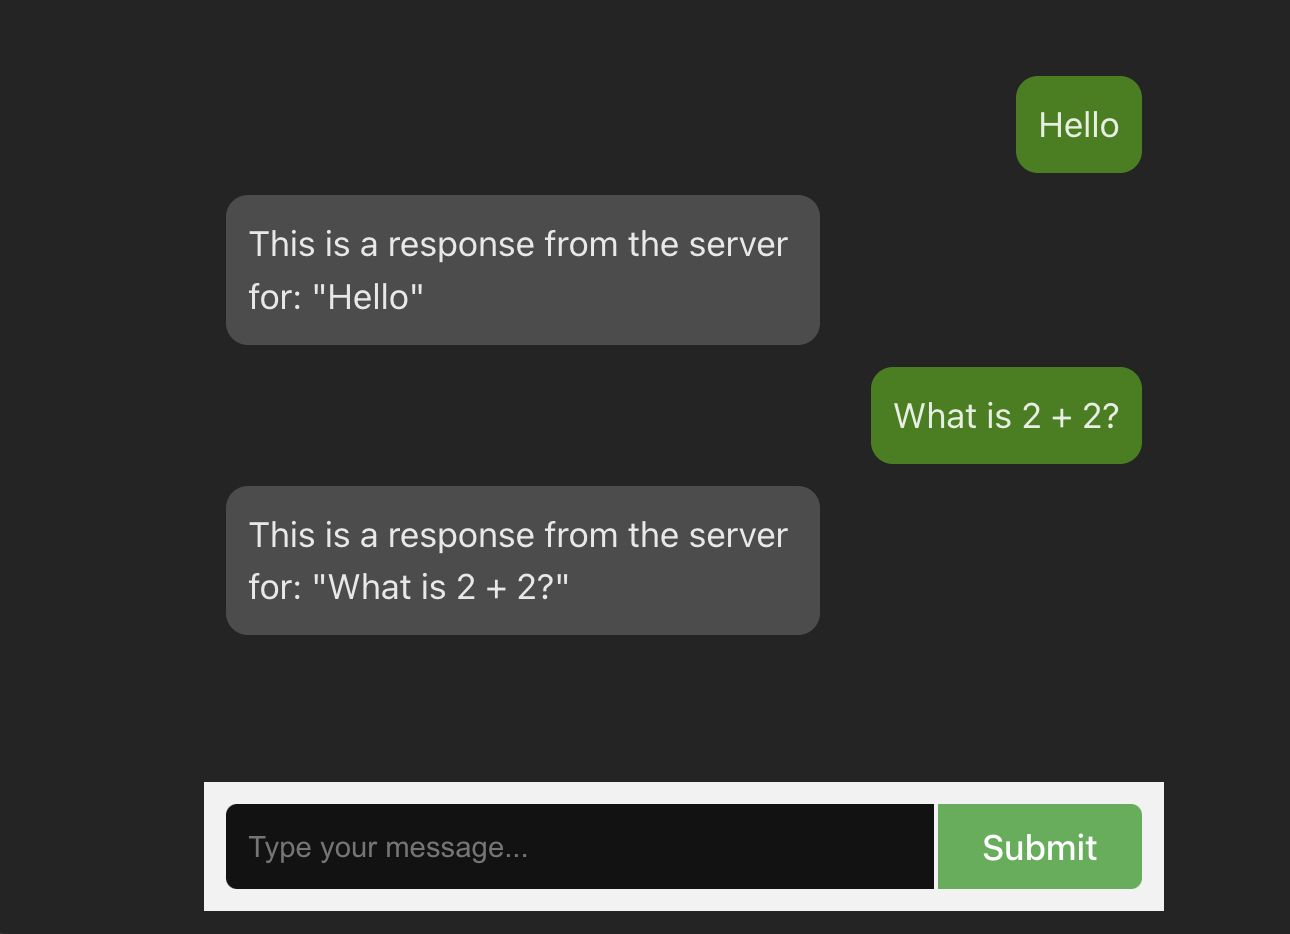 Hello
This is a response from the server
for: "Hello"
What is 2 + 2?
This is a response from the server
for: "What is 2 + 2?"
Type your message...
Submit